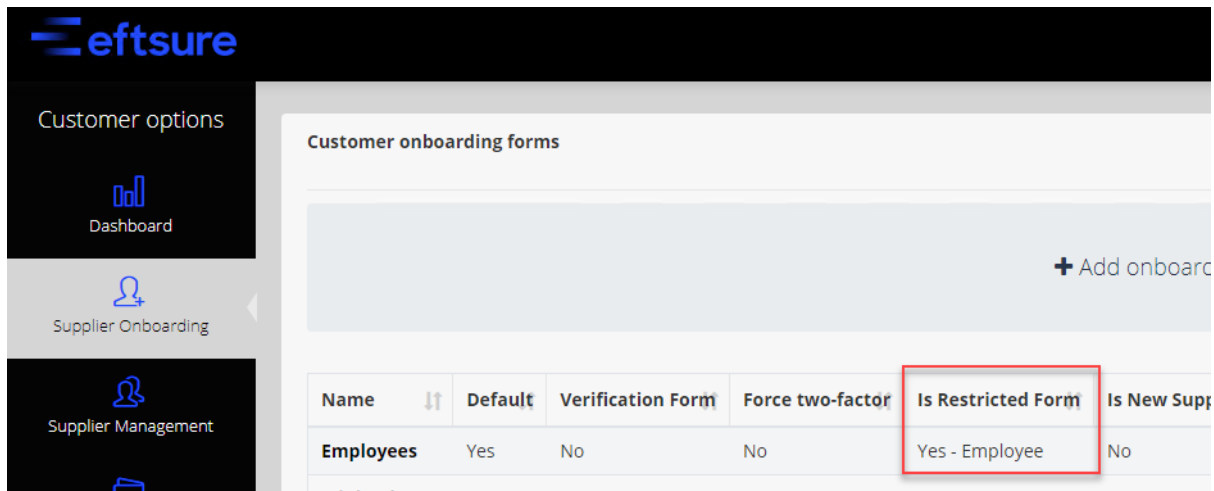 eftsure
Customer options
Dashboard
Supplier Onboarding
Supplier Management
Customer onboarding forms
Add onboard
Name Default Verification Form Force two-factor Is Restricted Form Is New Supp
Employees Yes No No Yes - Employee No